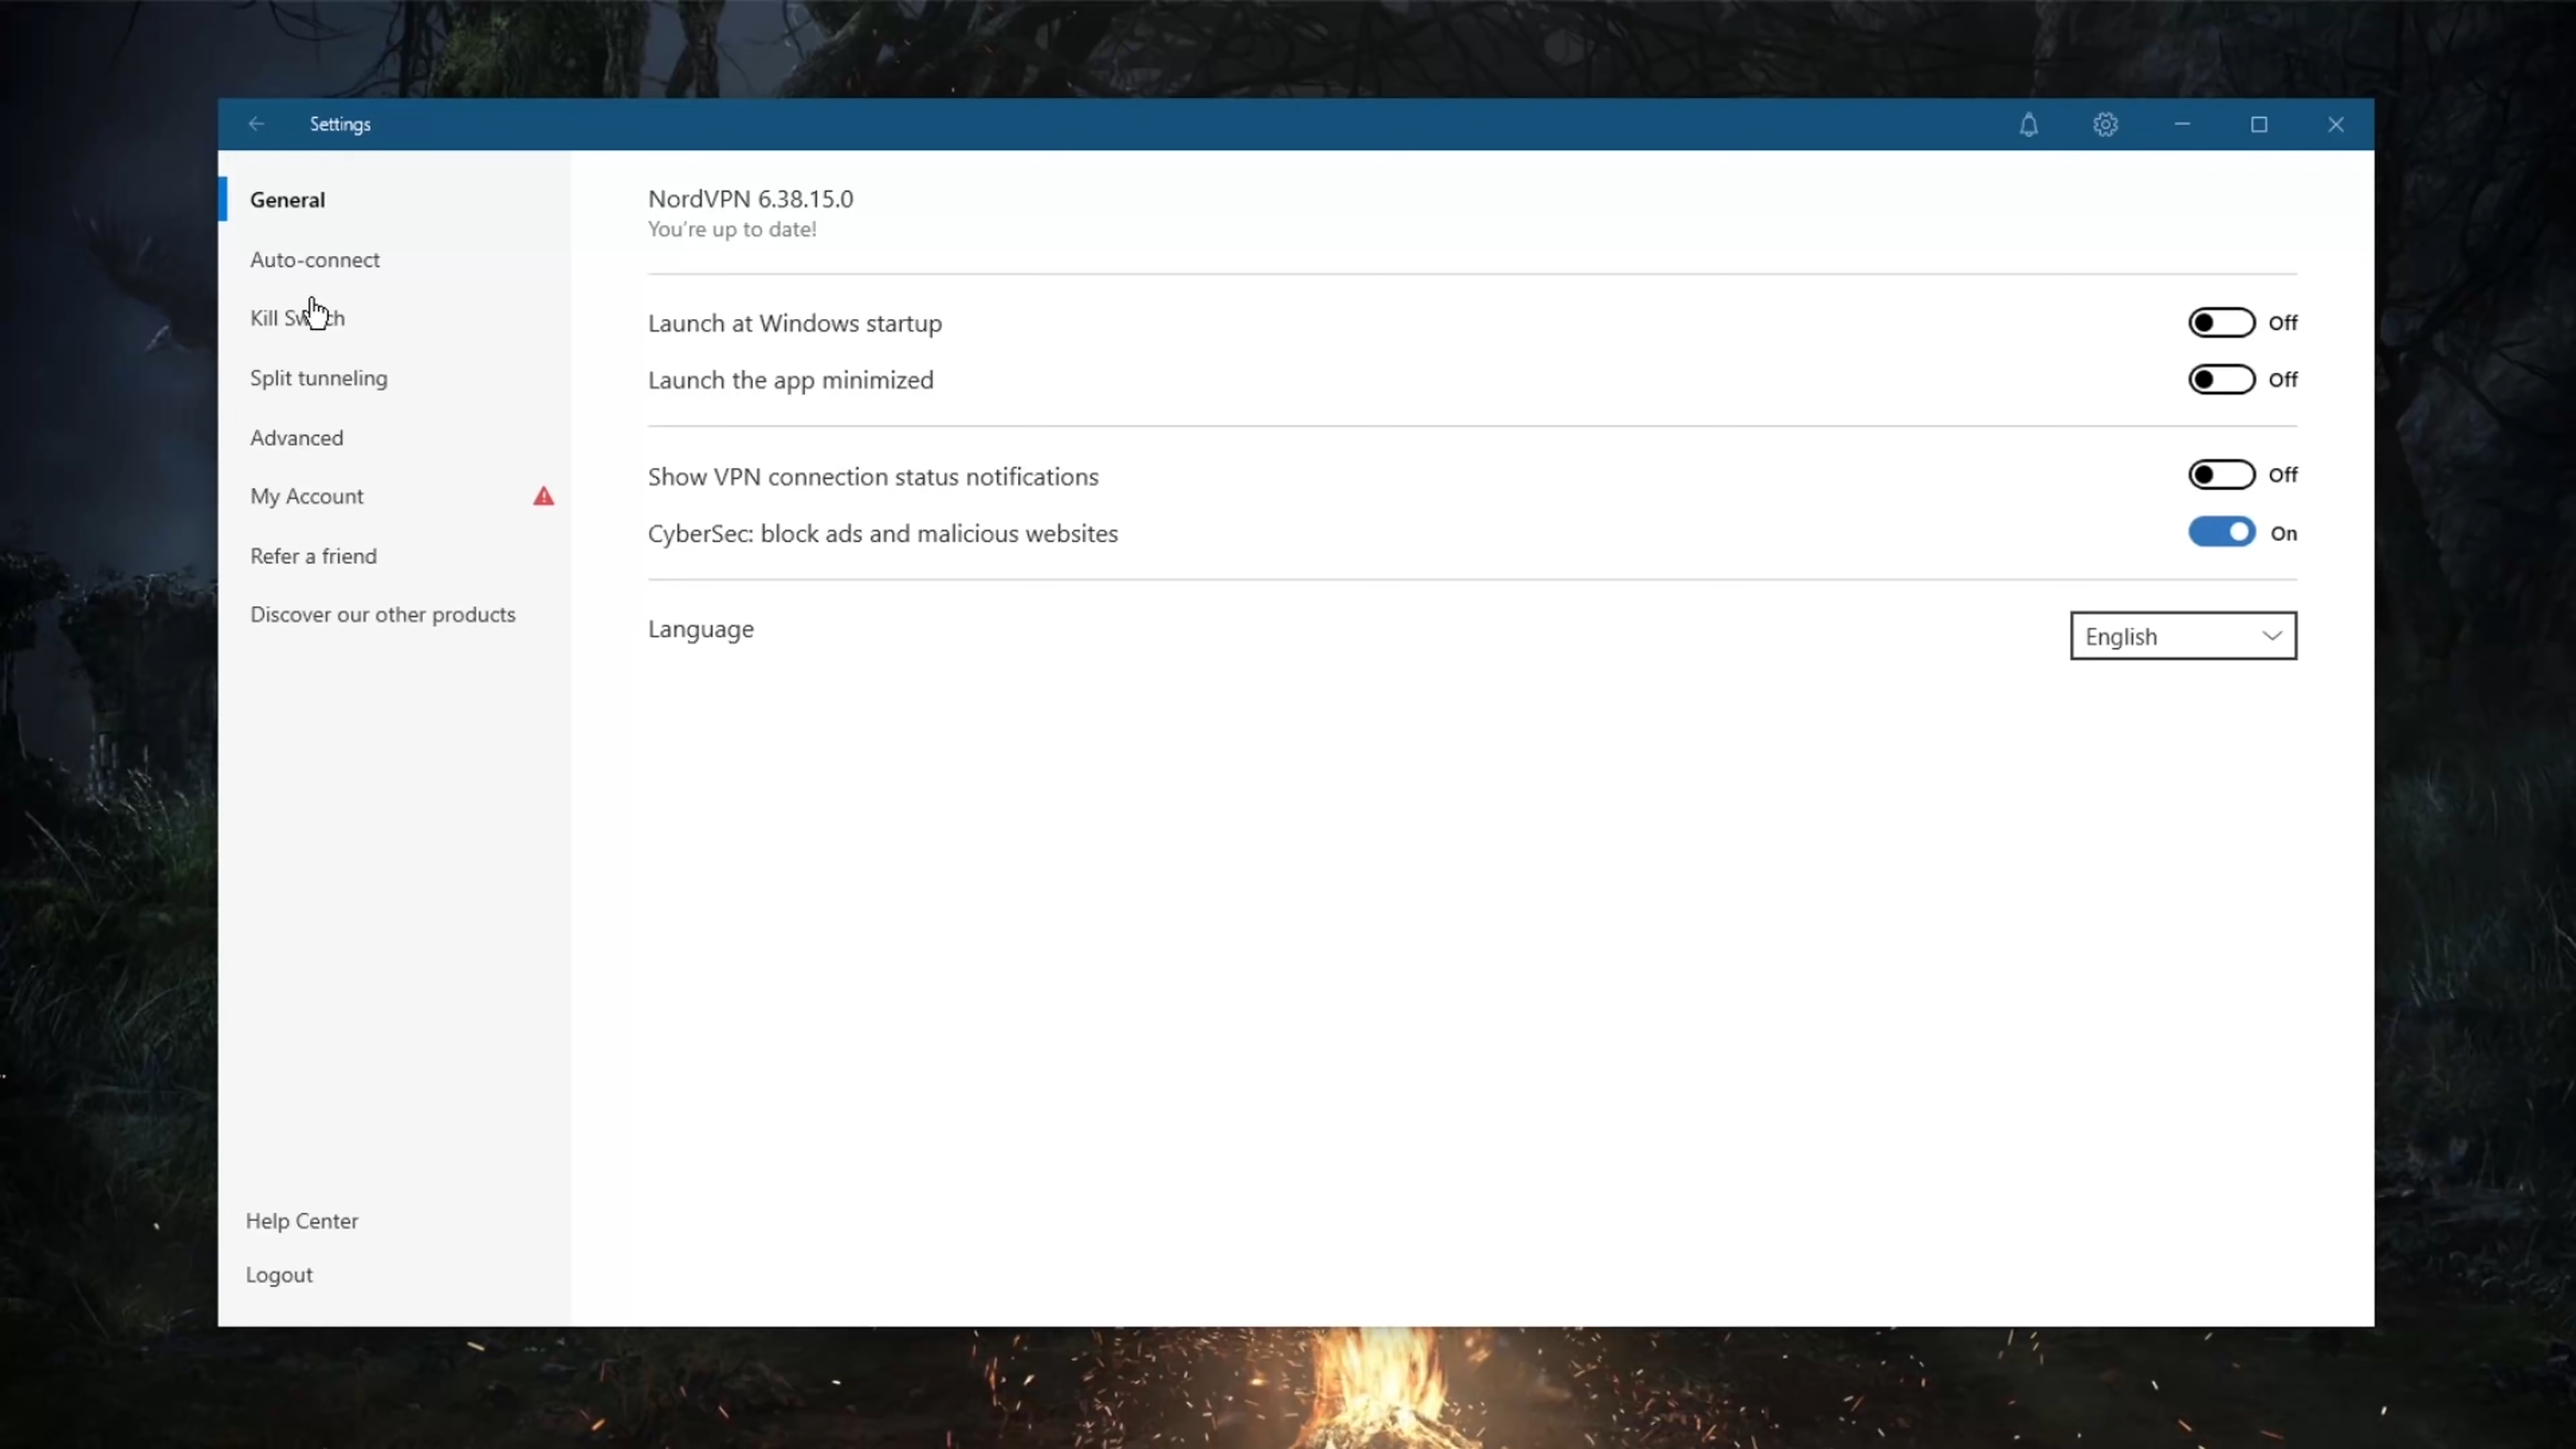 Settings
General
Auto-connect
Kill Switch
Split tunneling
Advanced
My Account
Refer a friend
Discover our other products
Help Center
Logout
NordVPN 6.38.15.0
You're up to date!
Launch at Windows startup Off
Launch the app minimized Off
Show VPN connection status notifications Off
CyberSec: block ads and malicious websites On
Language English